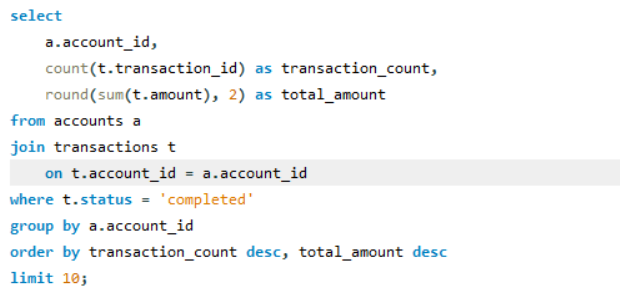 select
    a.account_id,
    count(t.transaction_id) as transaction_count,
    round(sum(t.amount), 2) as total_amount
from accounts a
join transactions t
    on t.account_id = a.account_id
where t.status = 'completed'
group by a.account_id
order by transaction_count desc, total_amount desc
limit 10;